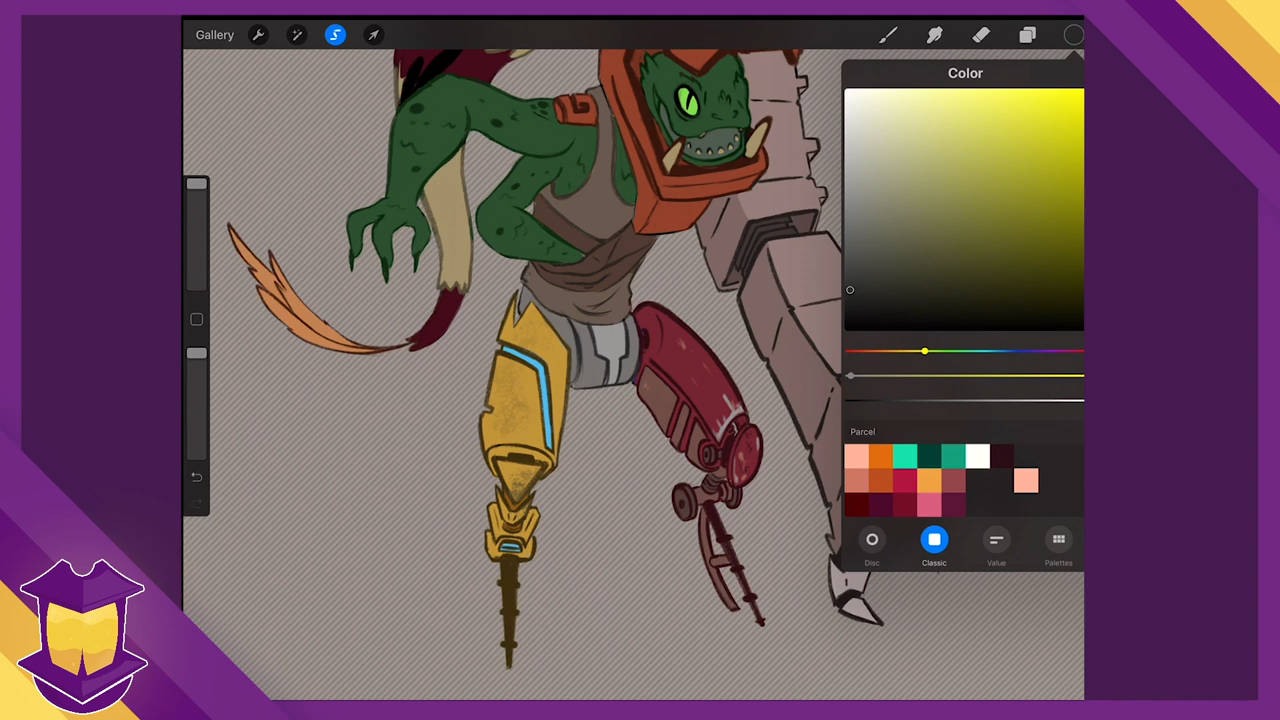 Gallery
Color
Parcel
Disc
Classic
Value
Palettes